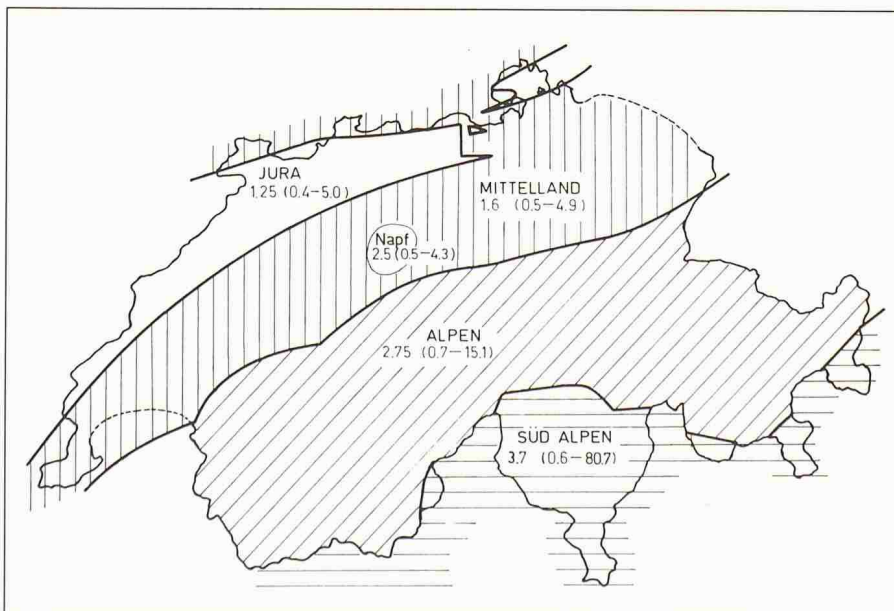 JURA
1.25 (0.4–5.0)
MITTELLAND
1.6 (0.5–4.9)
Napf
2.5 (0.5–4.3)
ALPEN
2.75 (0.7–15.1)
SÜD ALPEN
3.7 (0.6–80.7)